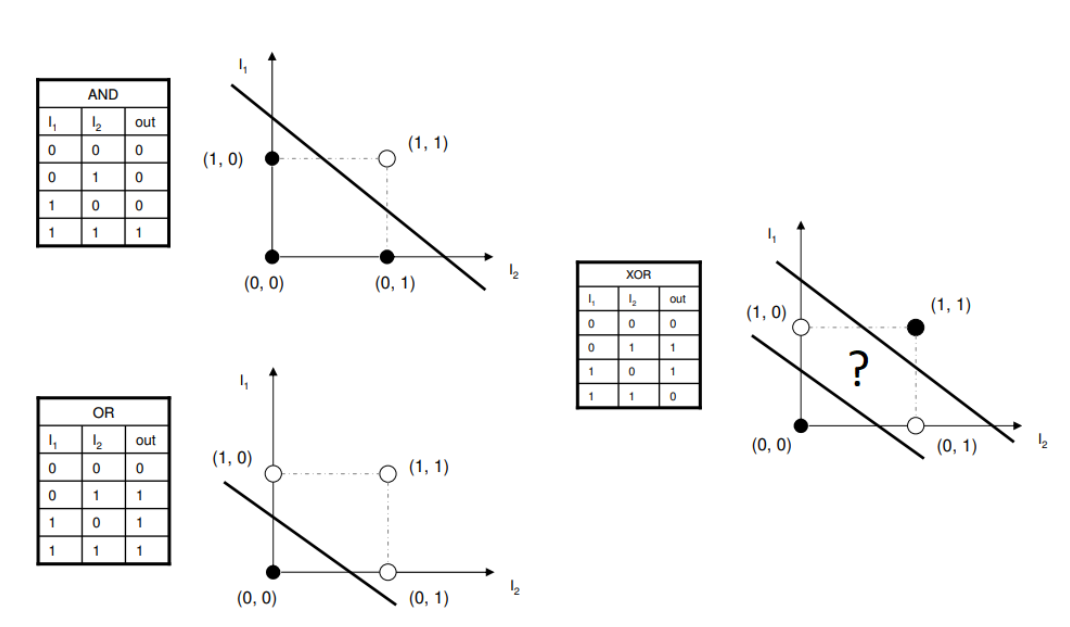 AND
I₁ I₂ out
0 0 0
0 1 0
1 0 0
1 1 1
I₁
(1, 0)
(1, 1)
(0, 0)
(0, 1)
I₂
OR
I₁ I₂ out
0 0 0
0 1 1
1 0 1
1 1 1
I₁
(1, 0)
(1, 1)
(0, 0)
(0, 1)
I₂
XOR
I₁ I₂ out
0 0 0
0 1 1
1 0 1
1 1 0
I₁
(1, 0)
(1, 1)
?
(0, 0)
(0, 1)
I₂